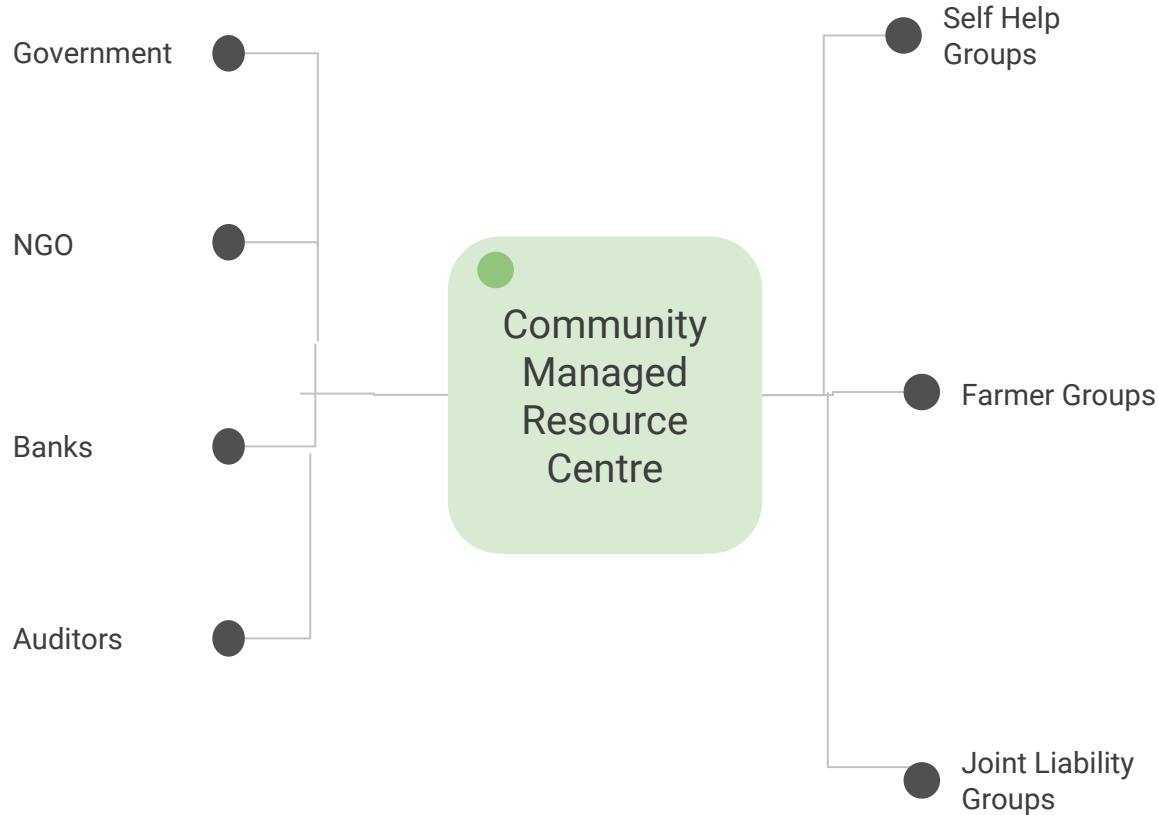 Government
NGO
Banks
Auditors
Community
Managed
Resource
Centre
Self Help
Groups
Farmer Groups
Joint Liability
Groups